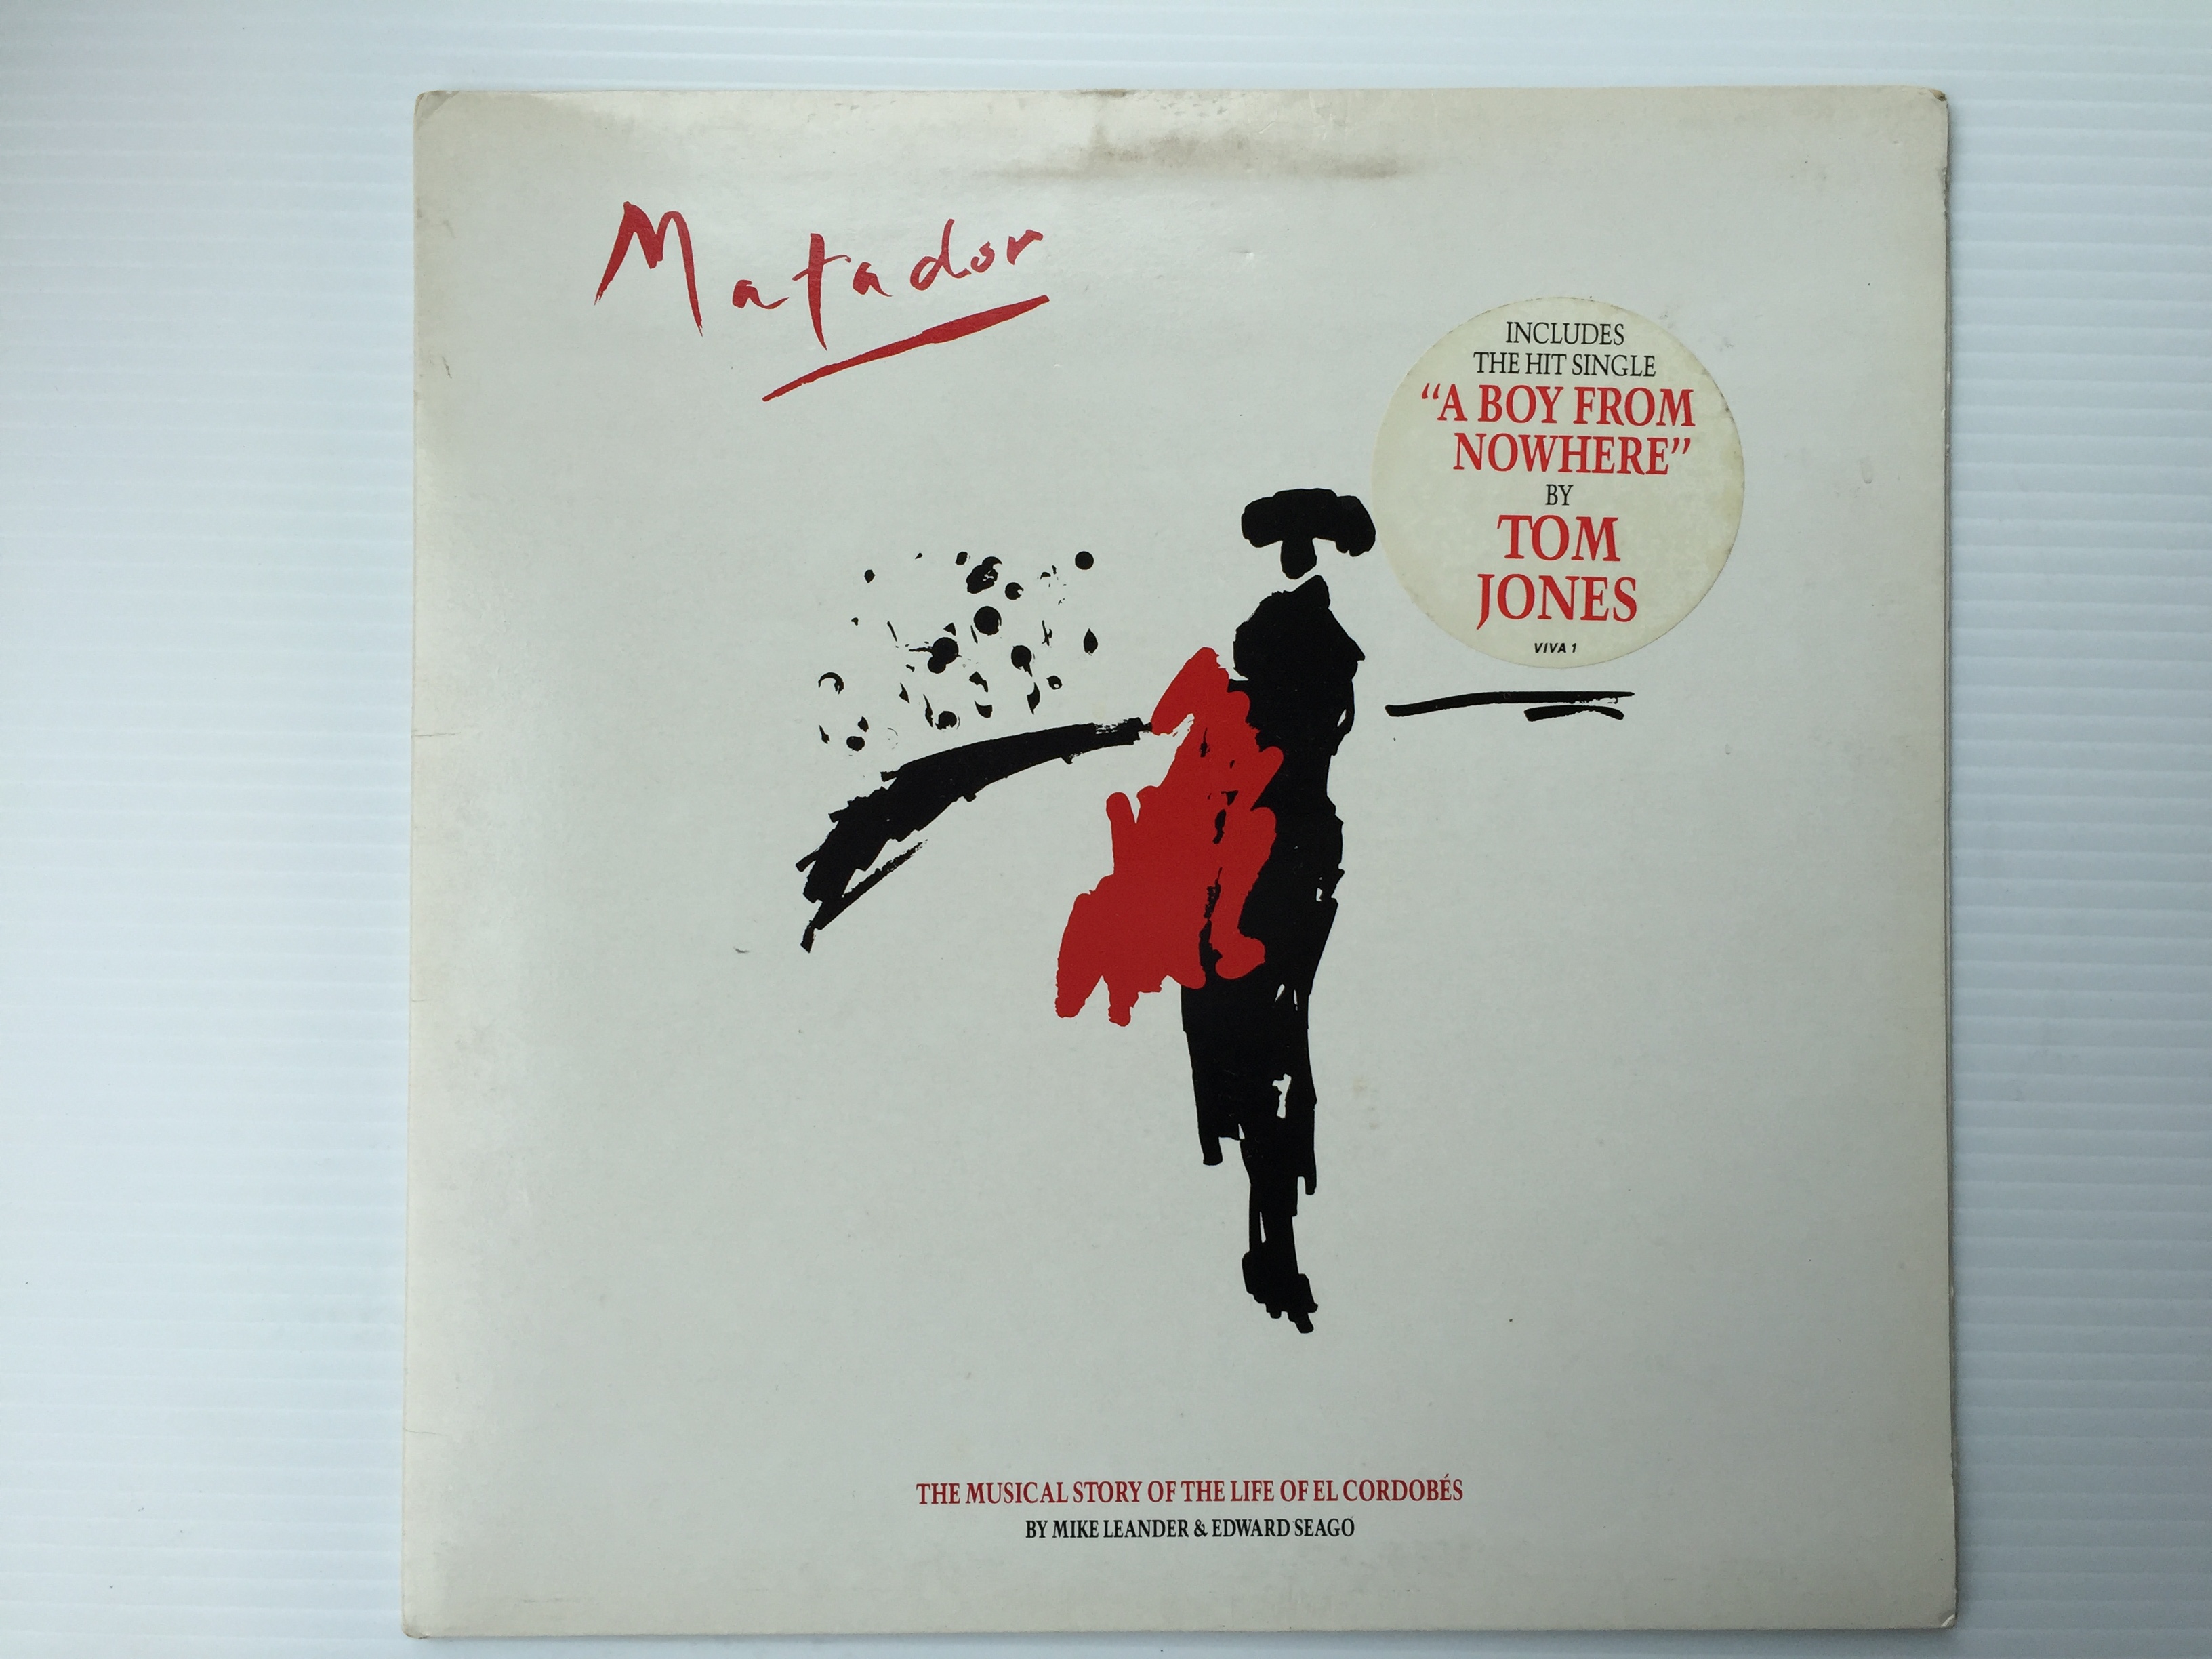 Matador
INCLUDES
THE HIT SINGLE
“A BOY FROM
NOWHERE”
BY
TOM
JONES
VIVA 1
THE MUSICAL STORY OF THE LIFE OF EL CORDOBÉS
BY MIKE LEANDER & EDWARD SEAGO